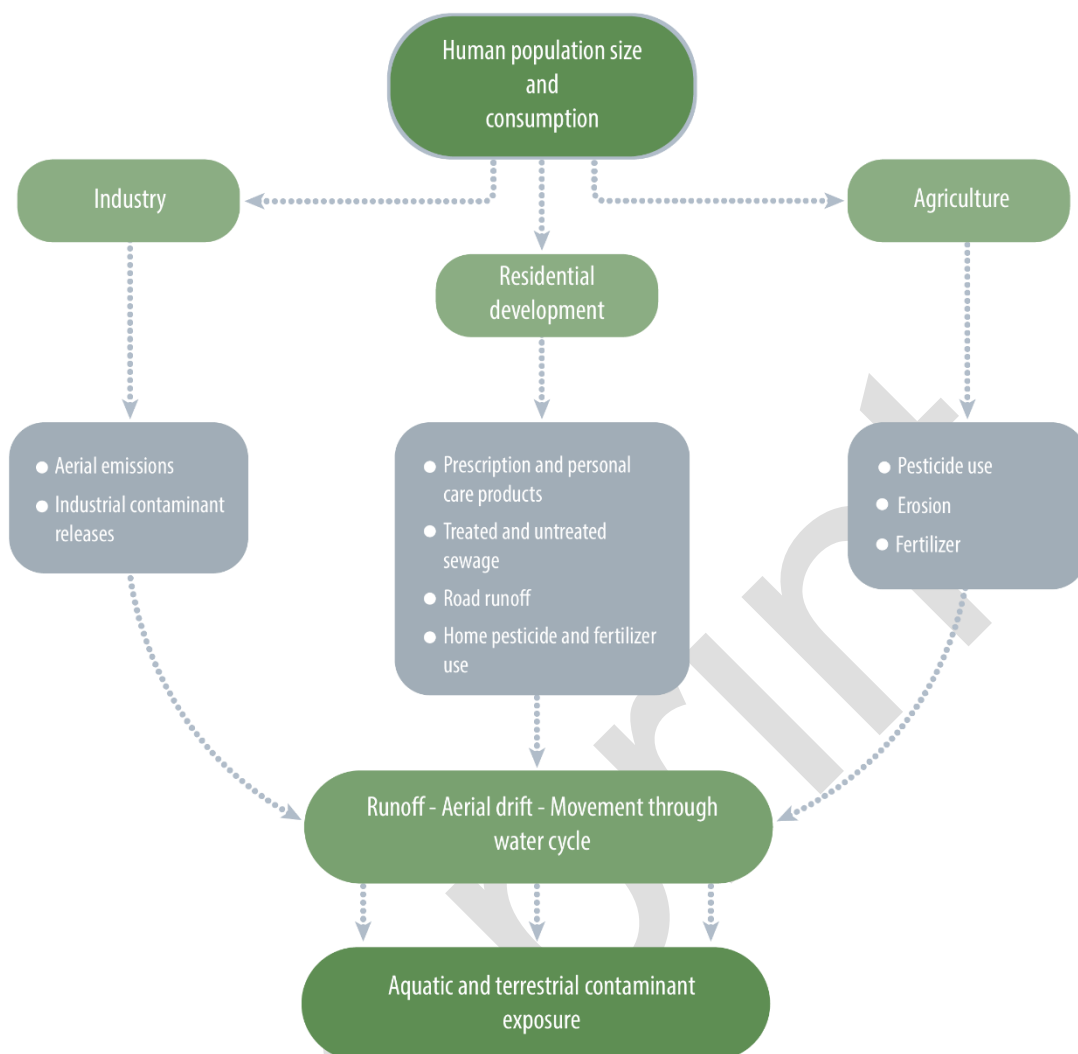 Human population size
and
consumption
Industry
Agriculture
Residential
development
Aerial emissions
Industrial contaminant
releases
Prescription and personal
care products
Treated and untreated
sewage
Road runoff
Home pesticide and fertilizer
use
Pesticide use
Erosion
Fertilizer
Runoff - Aerial drift - Movement through
water cycle
Aquatic and terrestrial contaminant
exposure